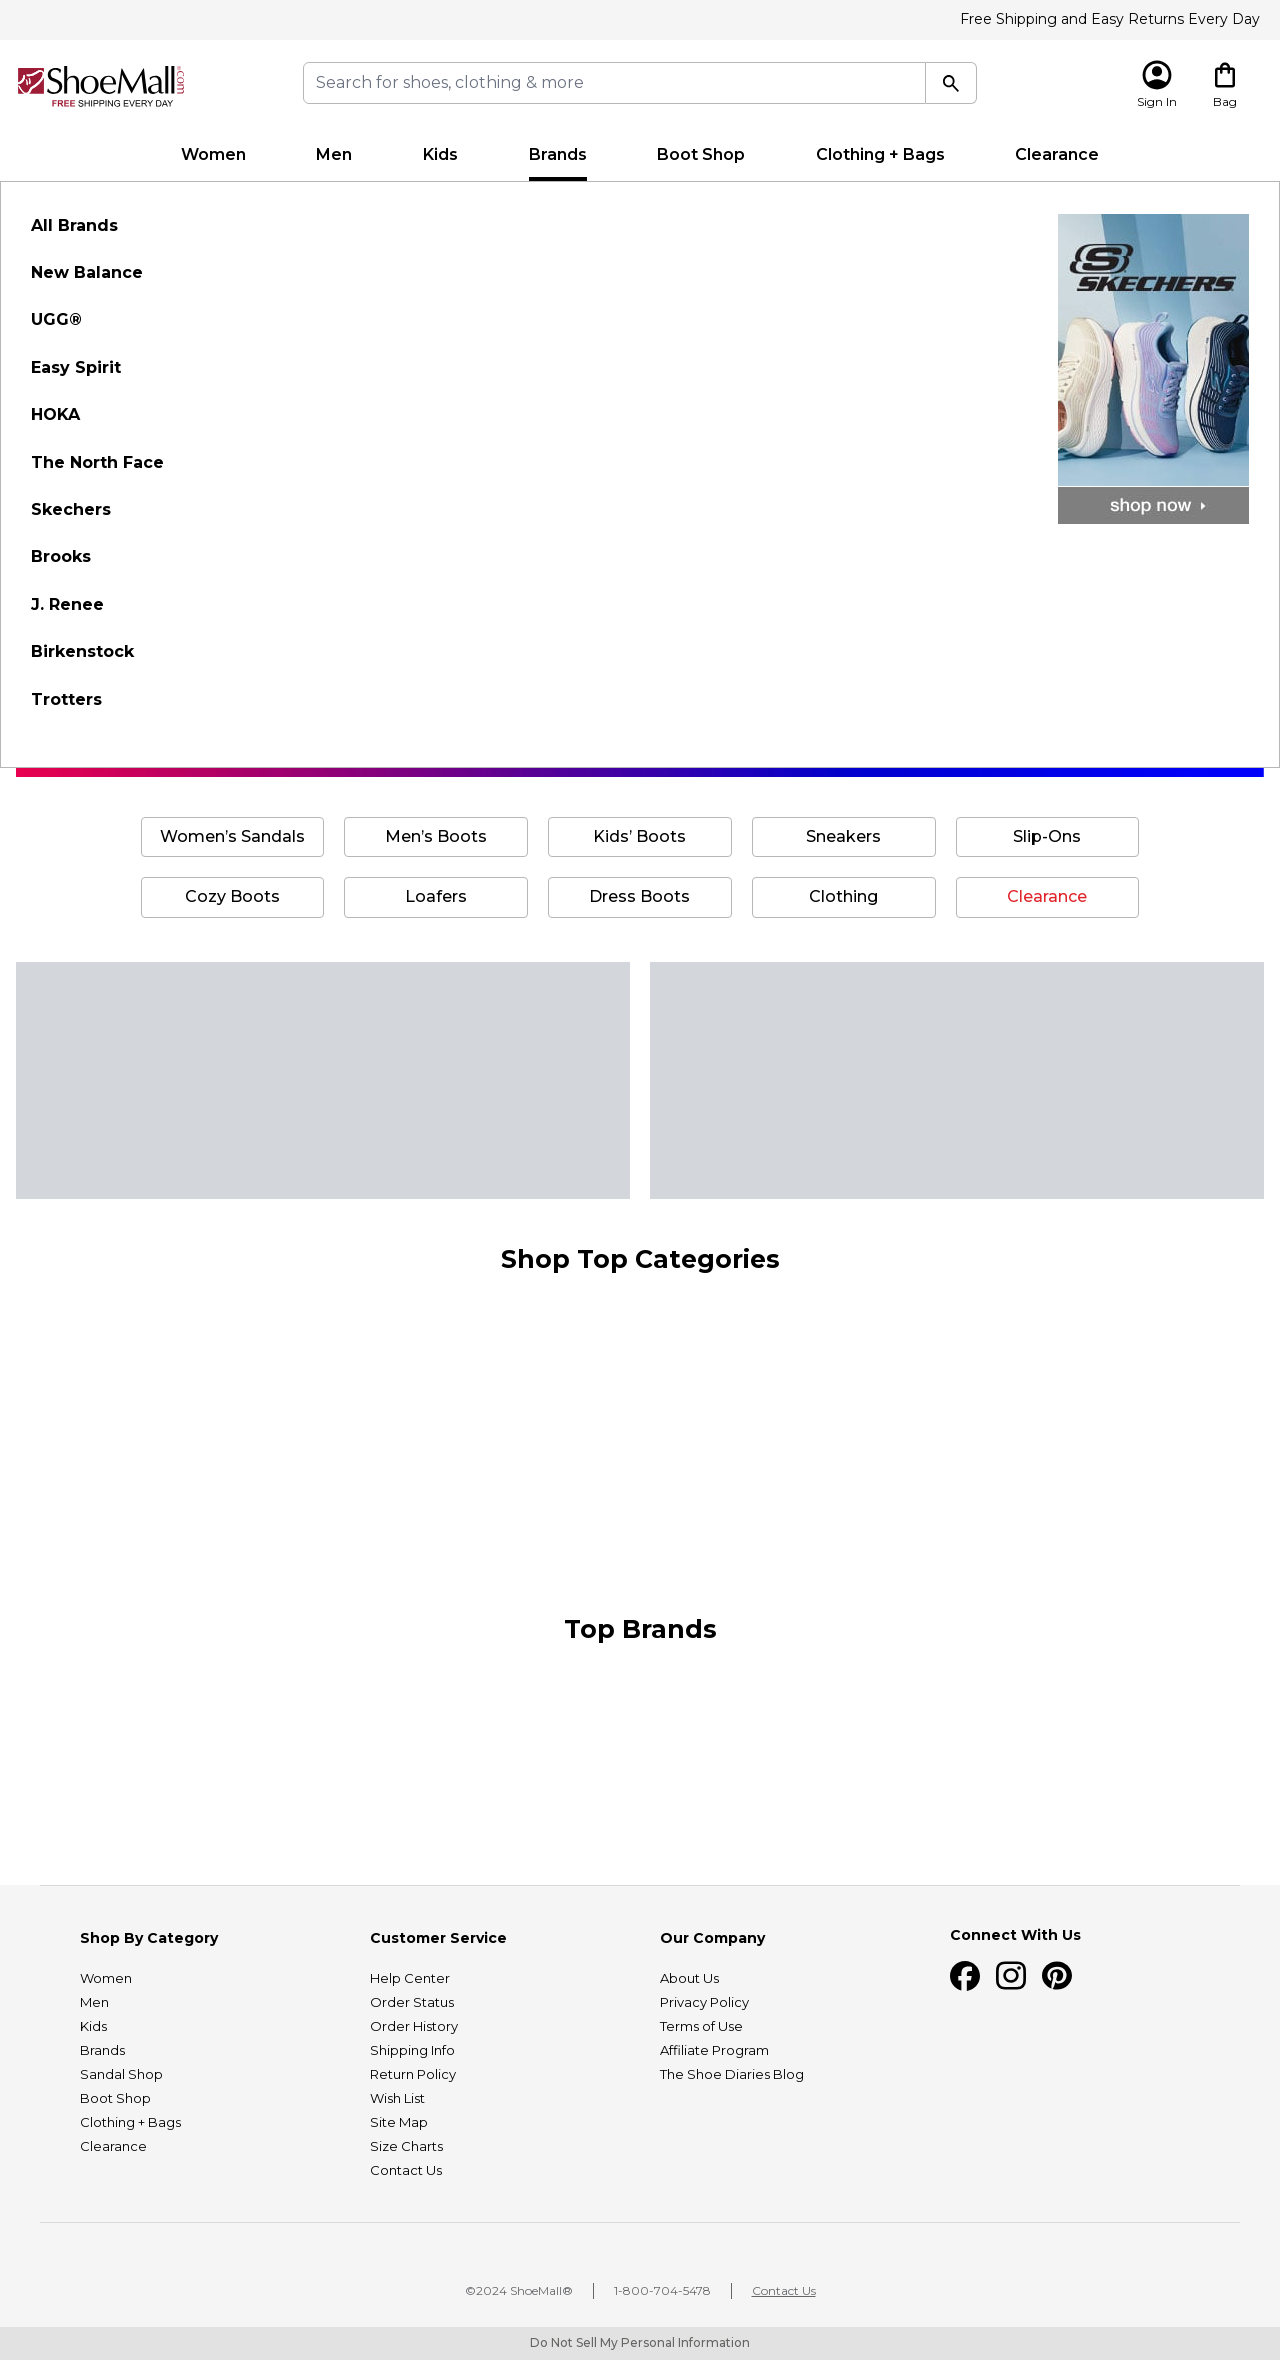 Free Shipping and Easy Returns Every Day
ShoeMall®.com
FREE SHIPPING EVERY DAY
Search for shoes, clothing & more
Sign In
Bag
Women Men Kids Brands Boot Shop Clothing + Bags Clearance
All Brands
New Balance
UGG®
Easy Spirit
HOKA
The North Face
Skechers
Brooks
J. Renee
Birkenstock
Trotters
SKECHERS
shop now
Women’s Sandals Men’s Boots Kids’ Boots Sneakers Slip-Ons
Cozy Boots Loafers Dress Boots Clothing Clearance
Shop Top Categories
Top Brands
Shop By Category
Women
Men
Kids
Brands
Sandal Shop
Boot Shop
Clothing + Bags
Clearance
Customer Service
Help Center
Order Status
Order History
Shipping Info
Return Policy
Wish List
Site Map
Size Charts
Contact Us
Our Company
About Us
Privacy Policy
Terms of Use
Affiliate Program
The Shoe Diaries Blog
Connect With Us
©2024 ShoeMall® 1-800-704-5478 Contact Us
Do Not Sell My Personal Information